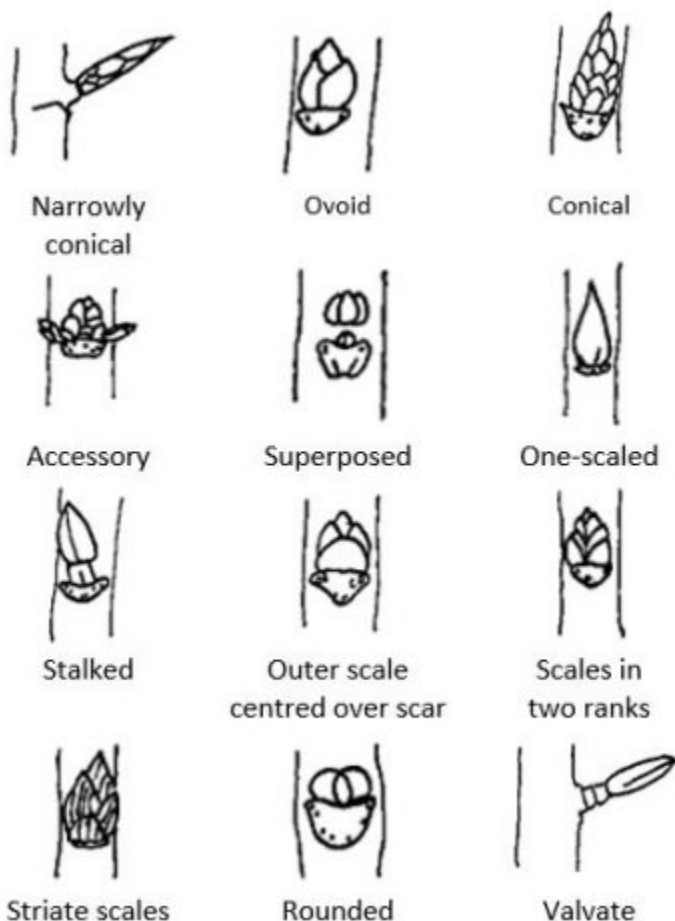 Narrowly
conical
Ovoid
Conical
Accessory
Superposed
One-scaled
Stalked
Outer scale
centred over scar
Scales in
two ranks
Striate scales
Rounded
Valvate